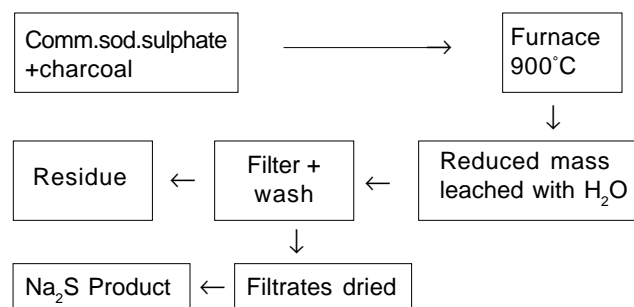 Comm.sod.sulphate
+charcoal
Furnace
900°C
Residue
Filter +
wash
Reduced mass
leached with H₂O
Na₂S Product
Filtrates dried